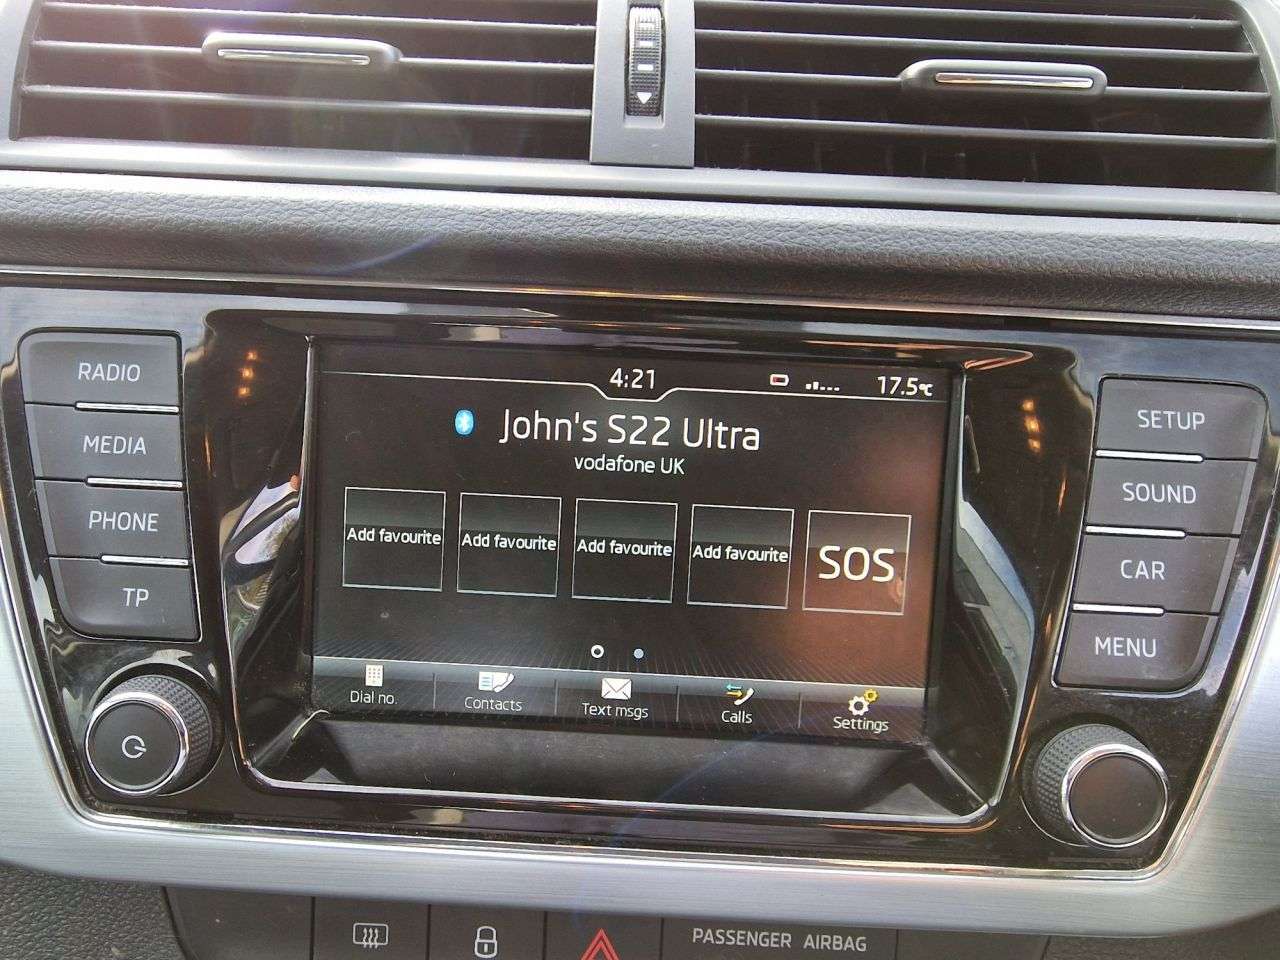 RADIO
MEDIA
PHONE
TP
4:21
17.5°C
John's S22 Ultra
vodafone UK
Add favourite
Add favourite
Add favourite
Add favourite
SOS
Dial no.
Contacts
Text msgs
Calls
Settings
SETUP
SOUND
CAR
MENU
PASSENGER AIRBAG